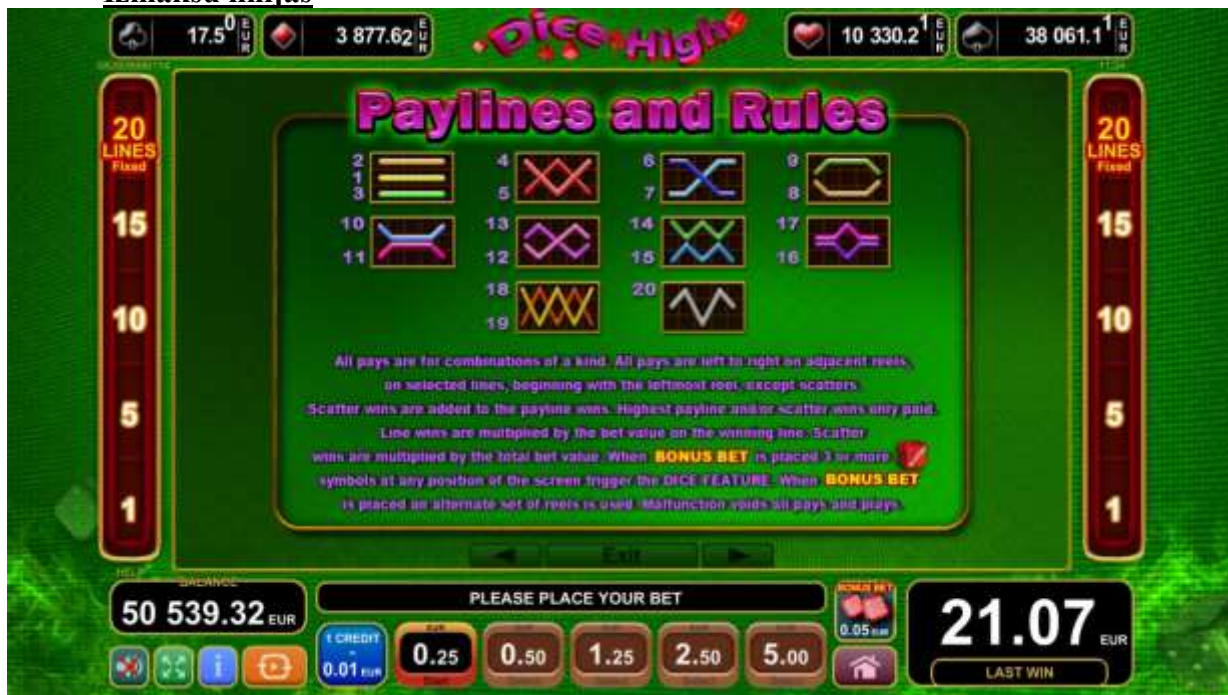 Izmaksu līnijas
17.50 EUR 3 877.62 EUR Dice High 10 330.21 EUR 38 061.11 EUR
Paylines and Rules
20 LINES Fixed
15
10
5
1
2 1 3 4 5 6 7 9 8
10 11 13 12 14 15 17 16
18 19 20
All pays are for combinations of a kind. All pays are left to right on adjacent reels,
on selected lines, beginning with the leftmost reel, except scatters.
Scatter wins are added to the payline wins. Highest payline and/or scatter wins only paid.
Line wins are multiplied by the bet value on the winning line. Scatter
wins are multiplied by the total bet value. When BONUS BET is placed 3 or more
symbols at any position of the screen trigger the DICE FEATURE. When BONUS BET
is placed an alternate set of reels is used. Malfunction voids all pays and plays.
20 LINES Fixed
15
10
5
1
Exit
HELP
BALANCE
50 539.32 EUR
PLEASE PLACE YOUR BET
1 CREDIT = 0.01 EUR
0.25 0.50 1.25 2.50 5.00
BONUS BET
0.05 EUR
21.07 EUR
LAST WIN